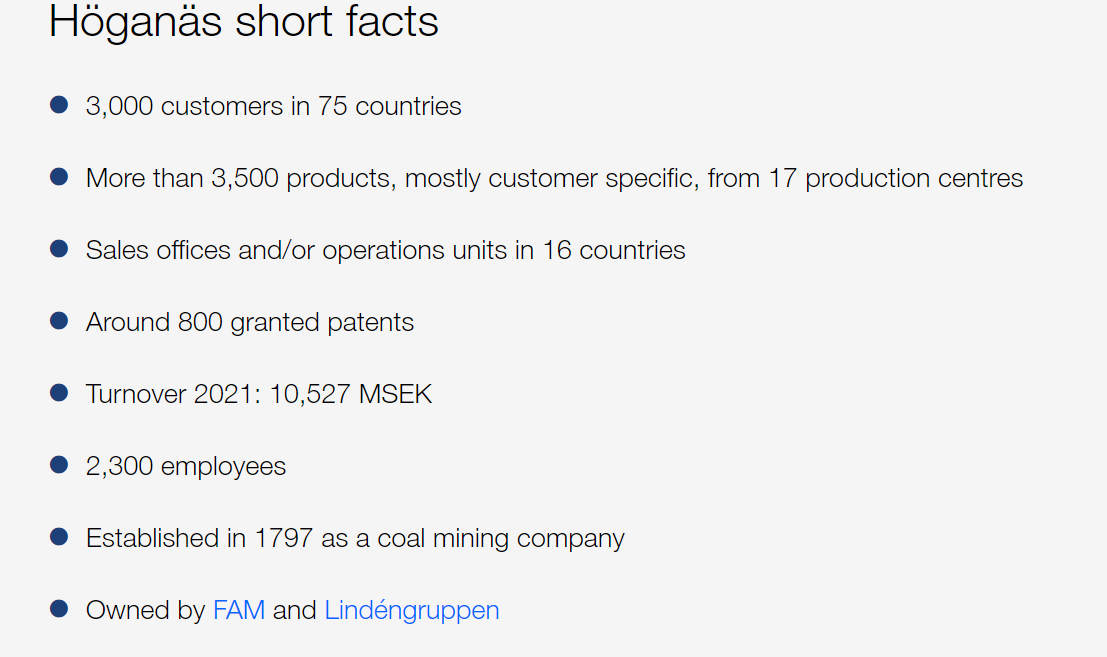 Höganäs short facts
3,000 customers in 75 countries
More than 3,500 products, mostly customer specific, from 17 production centres
Sales offices and/or operations units in 16 countries
Around 800 granted patents
Turnover 2021: 10,527 MSEK
2,300 employees
Established in 1797 as a coal mining company
Owned by FAM and Lindéngruppen